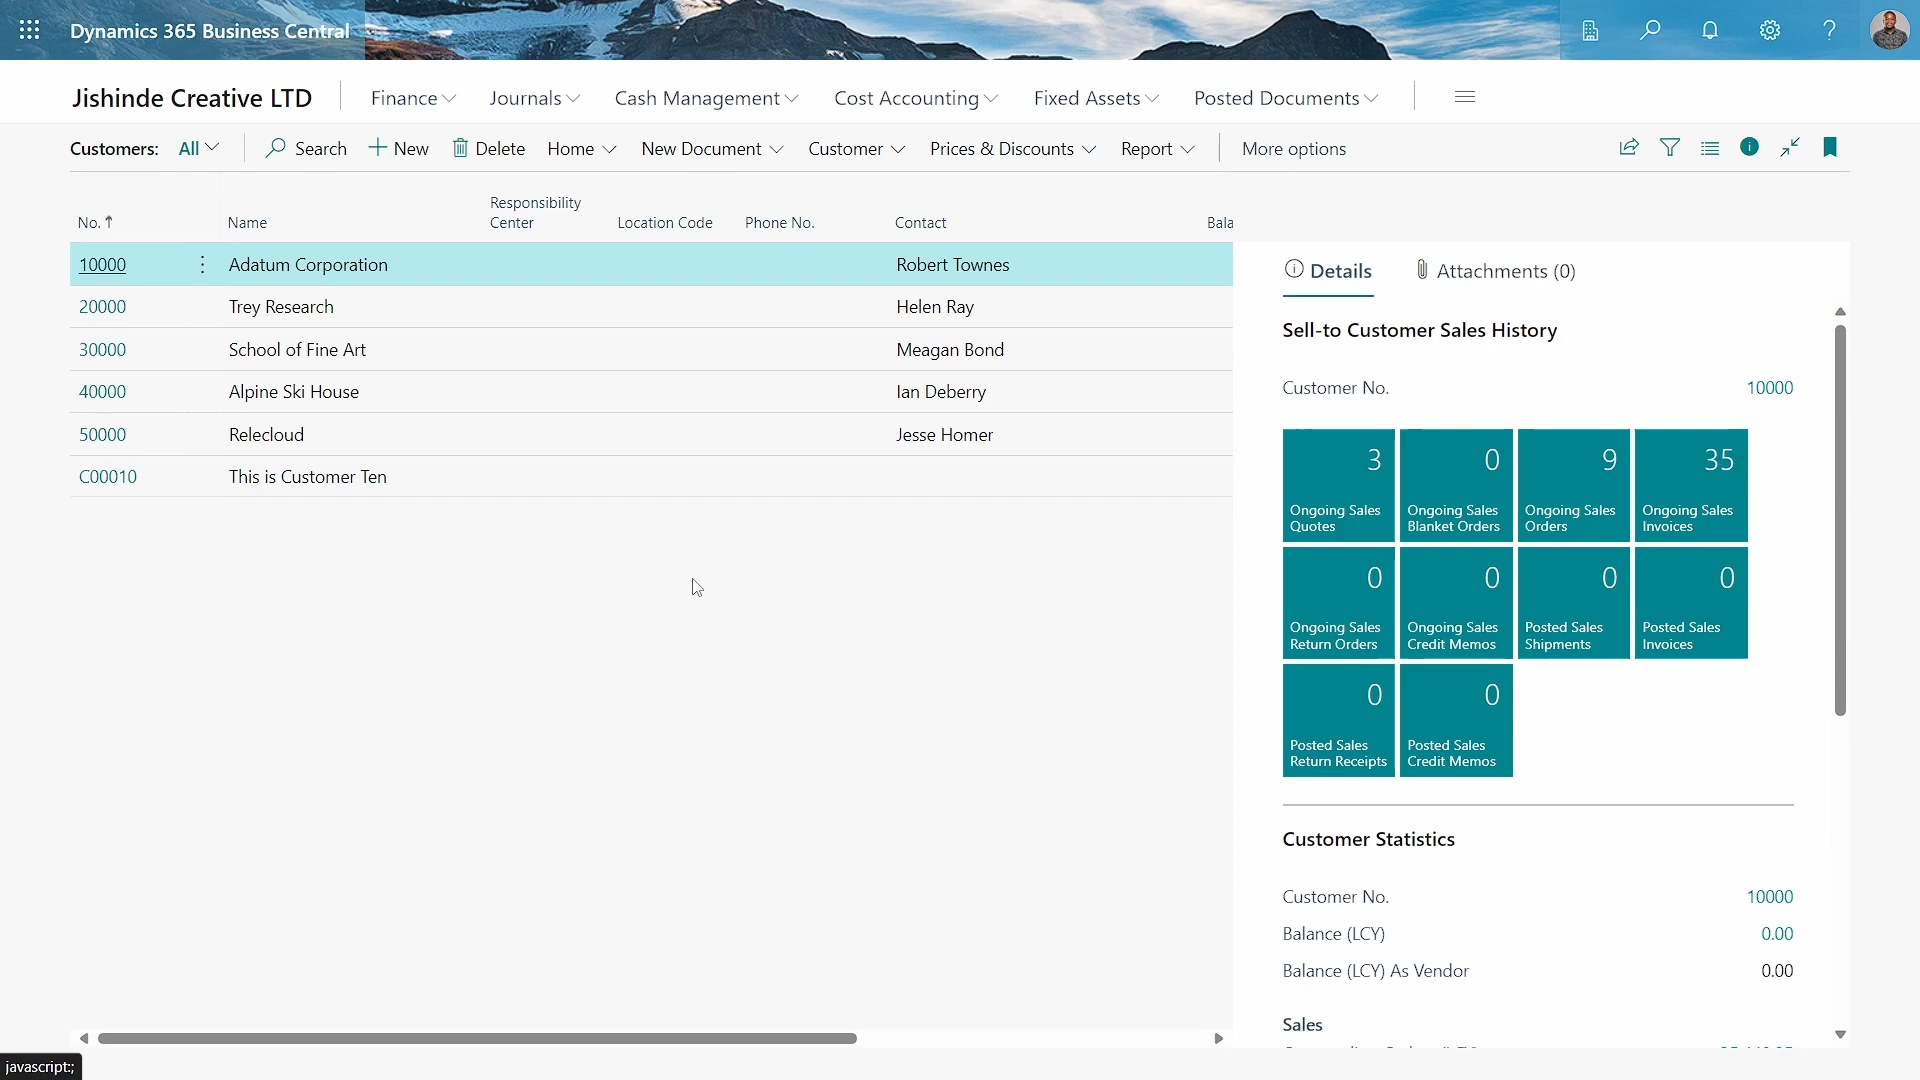 Dynamics 365 Business Central
Jishinde Creative LTD
Finance
Journals
Cash Management
Cost Accounting
Fixed Assets
Posted Documents
Customers: All
Search
New
Delete
Home
New Document
Customer
Prices & Discounts
Report
More options
No. ↑
Name
Responsibility
Center
Location Code
Phone No.
Contact
Bala
10000 Adatum Corporation Robert Townes
20000 Trey Research Helen Ray
30000 School of Fine Art Meagan Bond
40000 Alpine Ski House Ian Deberry
50000 Relecloud Jesse Homer
C00010 This is Customer Ten
Details
Attachments (0)
Sell-to Customer Sales History
Customer No. 10000
3
Ongoing Sales
Quotes
0
Ongoing Sales
Blanket Orders
9
Ongoing Sales
Orders
35
Ongoing Sales
Invoices
0
Ongoing Sales
Return Orders
0
Ongoing Sales
Credit Memos
0
Posted Sales
Shipments
0
Posted Sales
Invoices
0
Posted Sales
Return Receipts
0
Posted Sales
Credit Memos
Customer Statistics
Customer No. 10000
Balance (LCY) 0.00
Balance (LCY) As Vendor 0.00
Sales
javascript:;